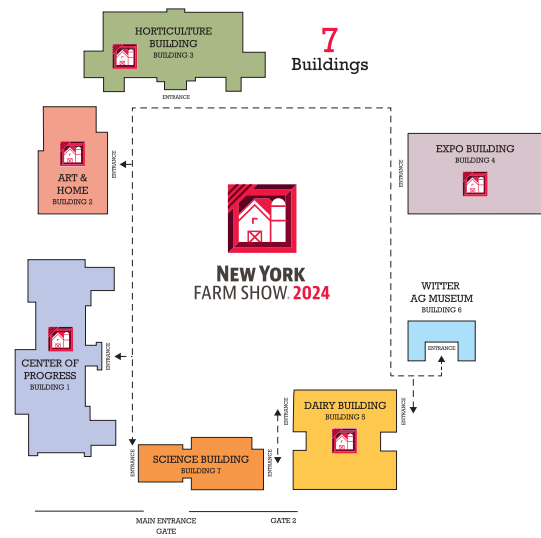 HORTICULTURE
BUILDING
BUILDING 3
ENTRANCE
7
Buildings
ART &
HOME
BUILDING 2
ENTRANCE
EXPO BUILDING
BUILDING 4
ENTRANCE
NEW YORK
FARM SHOW. 2024
WITTER
AG MUSEUM
BUILDING 6
ENTRANCE
CENTER OF
PROGRESS
BUILDING 1
ENTRANCE
DAIRY BUILDING
BUILDING 5
ENTRANCE
ENTRANCE
SCIENCE BUILDING
BUILDING 7
ENTRANCE
ENTRANCE
MAIN ENTRANCE
GATE
GATE 2